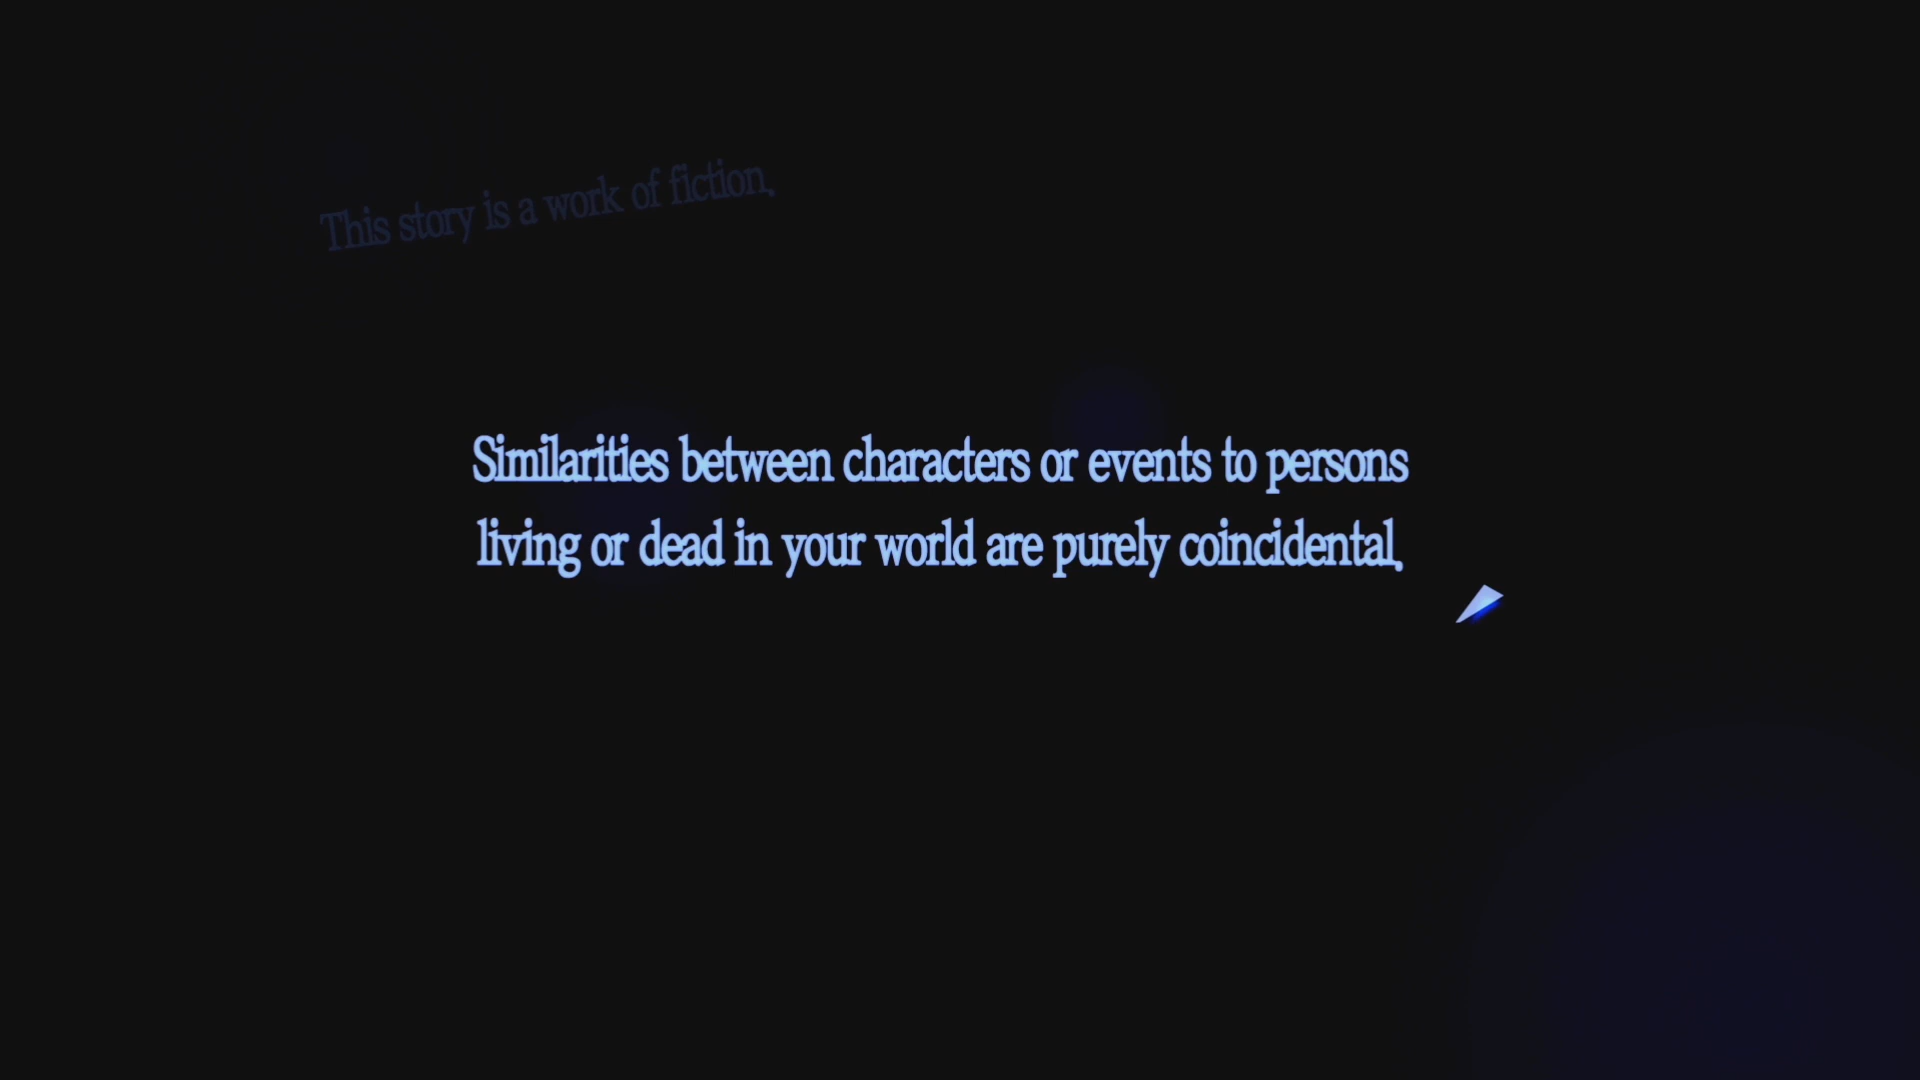 This story is a work of fiction.
Similarities between characters or events to persons
living or dead in your world are purely coincidental.